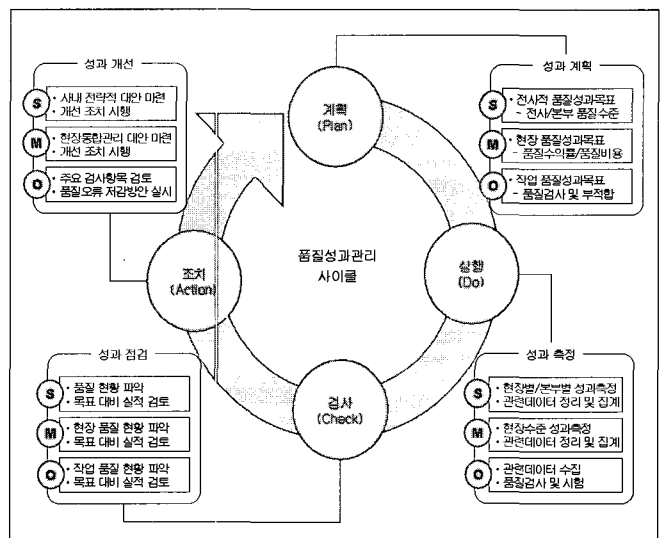 성과 개선
S
· 사내 전략적 대안 마련
· 개선 조치 시행
M
· 현장통합관리 대안 마련
· 개선 조치 시행
O
· 주요 검사항목 검토
· 품질오류 저감방안 실시
계획
(Plan)
성과 계획
S
· 전사적 품질성과목표
- 전사/본부 품질수준
M
· 현장 품질성과목표
- 품질수익률/품질비용
O
· 작업 품질성과목표
- 품질검사 및 부적합
조치
(Action)
품질성과관리
사이클
실행
(Do)
성과 점검
S
· 품질 현황 파악
· 목표 대비 실적 검토
M
· 현장 품질 현황 파악
· 목표 대비 실적 검토
O
· 작업 품질 현황 파악
· 목표 대비 실적 검토
검사
(Check)
성과 측정
S
· 현장별/본부별 성과측정
· 관련데이터 정리 및 집계
M
· 현장수준 성과측정
· 관련데이터 정리 및 집계
O
· 관련데이터 수집
· 품질검사 및 시험